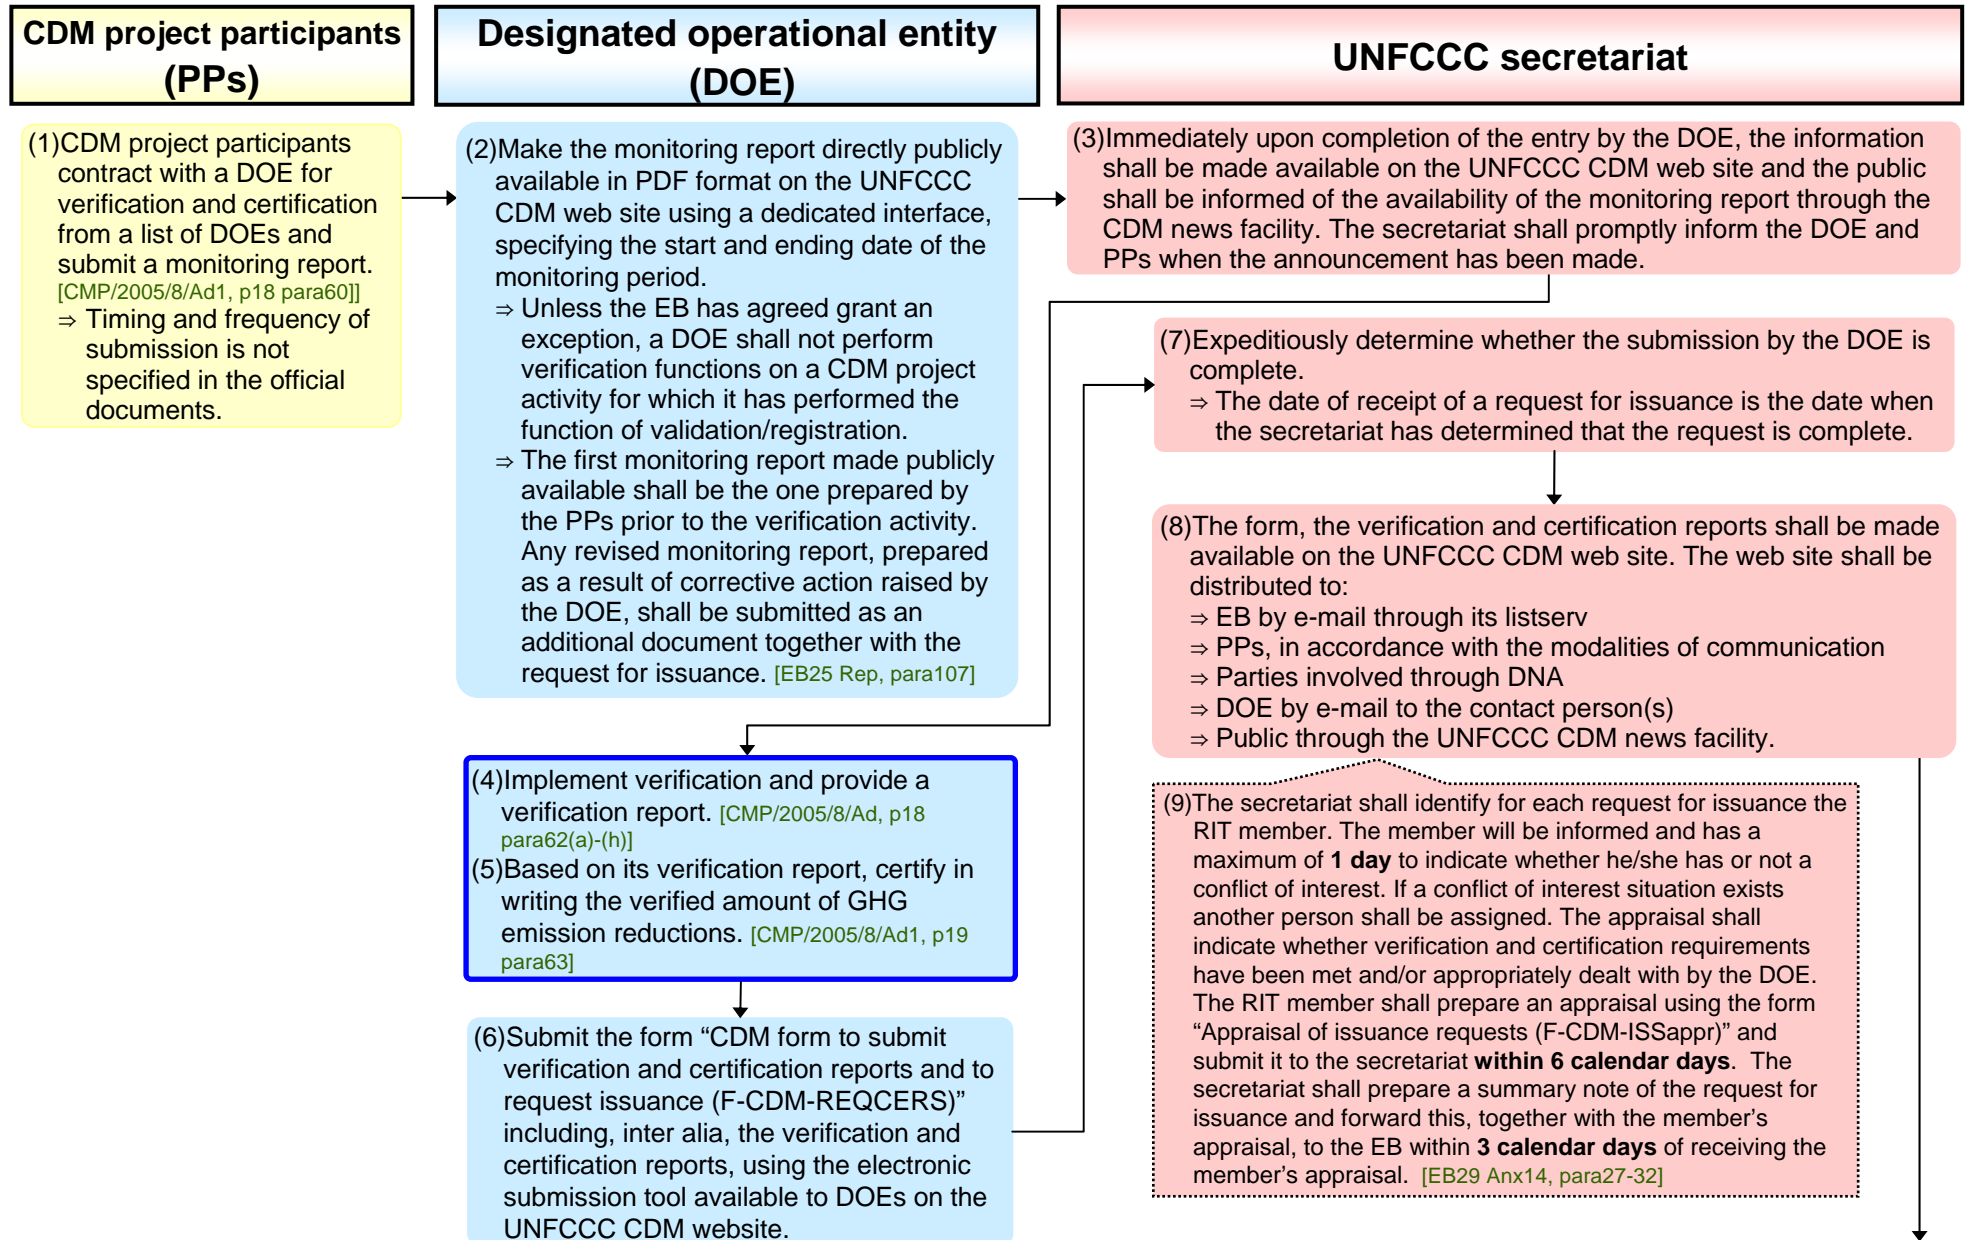 CDM project participants
(PPs)
Designated operational entity
(DOE)
UNFCCC secretariat
(1)CDM project participants
contract with a DOE for
verification and certification
from a list of DOEs and
submit a monitoring report.
[CMP/2005/8/Ad1, p18 para60]]
⇒ Timing and frequency of
submission is not
specified in the official
documents.
(2)Make the monitoring report directly publicly
available in PDF format on the UNFCCC
CDM web site using a dedicated interface,
specifying the start and ending date of the
monitoring period.
⇒ Unless the EB has agreed grant an
exception, a DOE shall not perform
verification functions on a CDM project
activity for which it has performed the
function of validation/registration.
⇒ The first monitoring report made publicly
available shall be the one prepared by
the PPs prior to the verification activity.
Any revised monitoring report, prepared
as a result of corrective action raised by
the DOE, shall be submitted as an
additional document together with the
request for issuance. [EB25 Rep, para107]
(3)Immediately upon completion of the entry by the DOE, the information
shall be made available on the UNFCCC CDM web site and the public
shall be informed of the availability of the monitoring report through the
CDM news facility. The secretariat shall promptly inform the DOE and
PPs when the announcement has been made.
(4)Implement verification and provide a
verification report. [CMP/2005/8/Ad, p18
para62(a)-(h)]
(5)Based on its verification report, certify in
writing the verified amount of GHG
emission reductions. [CMP/2005/8/Ad1, p19
para63]
(6)Submit the form “CDM form to submit
verification and certification reports and to
request issuance (F-CDM-REQCERS)”
including, inter alia, the verification and
certification reports, using the electronic
submission tool available to DOEs on the
UNFCCC CDM website.
(7)Expeditiously determine whether the submission by the DOE is
complete.
⇒ The date of receipt of a request for issuance is the date when
the secretariat has determined that the request is complete.
(8)The form, the verification and certification reports shall be made
available on the UNFCCC CDM web site. The web site shall be
distributed to:
⇒ EB by e-mail through its listserv
⇒ PPs, in accordance with the modalities of communication
⇒ Parties involved through DNA
⇒ DOE by e-mail to the contact person(s)
⇒ Public through the UNFCCC CDM news facility.
(9)The secretariat shall identify for each request for issuance the
RIT member. The member will be informed and has a
maximum of 1 day to indicate whether he/she has or not a
conflict of interest. If a conflict of interest situation exists
another person shall be assigned. The appraisal shall
indicate whether verification and certification requirements
have been met and/or appropriately dealt with by the DOE.
The RIT member shall prepare an appraisal using the form
“Appraisal of issuance requests (F-CDM-ISSappr)” and
submit it to the secretariat within 6 calendar days. The
secretariat shall prepare a summary note of the request for
issuance and forward this, together with the member’s
appraisal, to the EB within 3 calendar days of receiving the
member’s appraisal. [EB29 Anx14, para27-32]